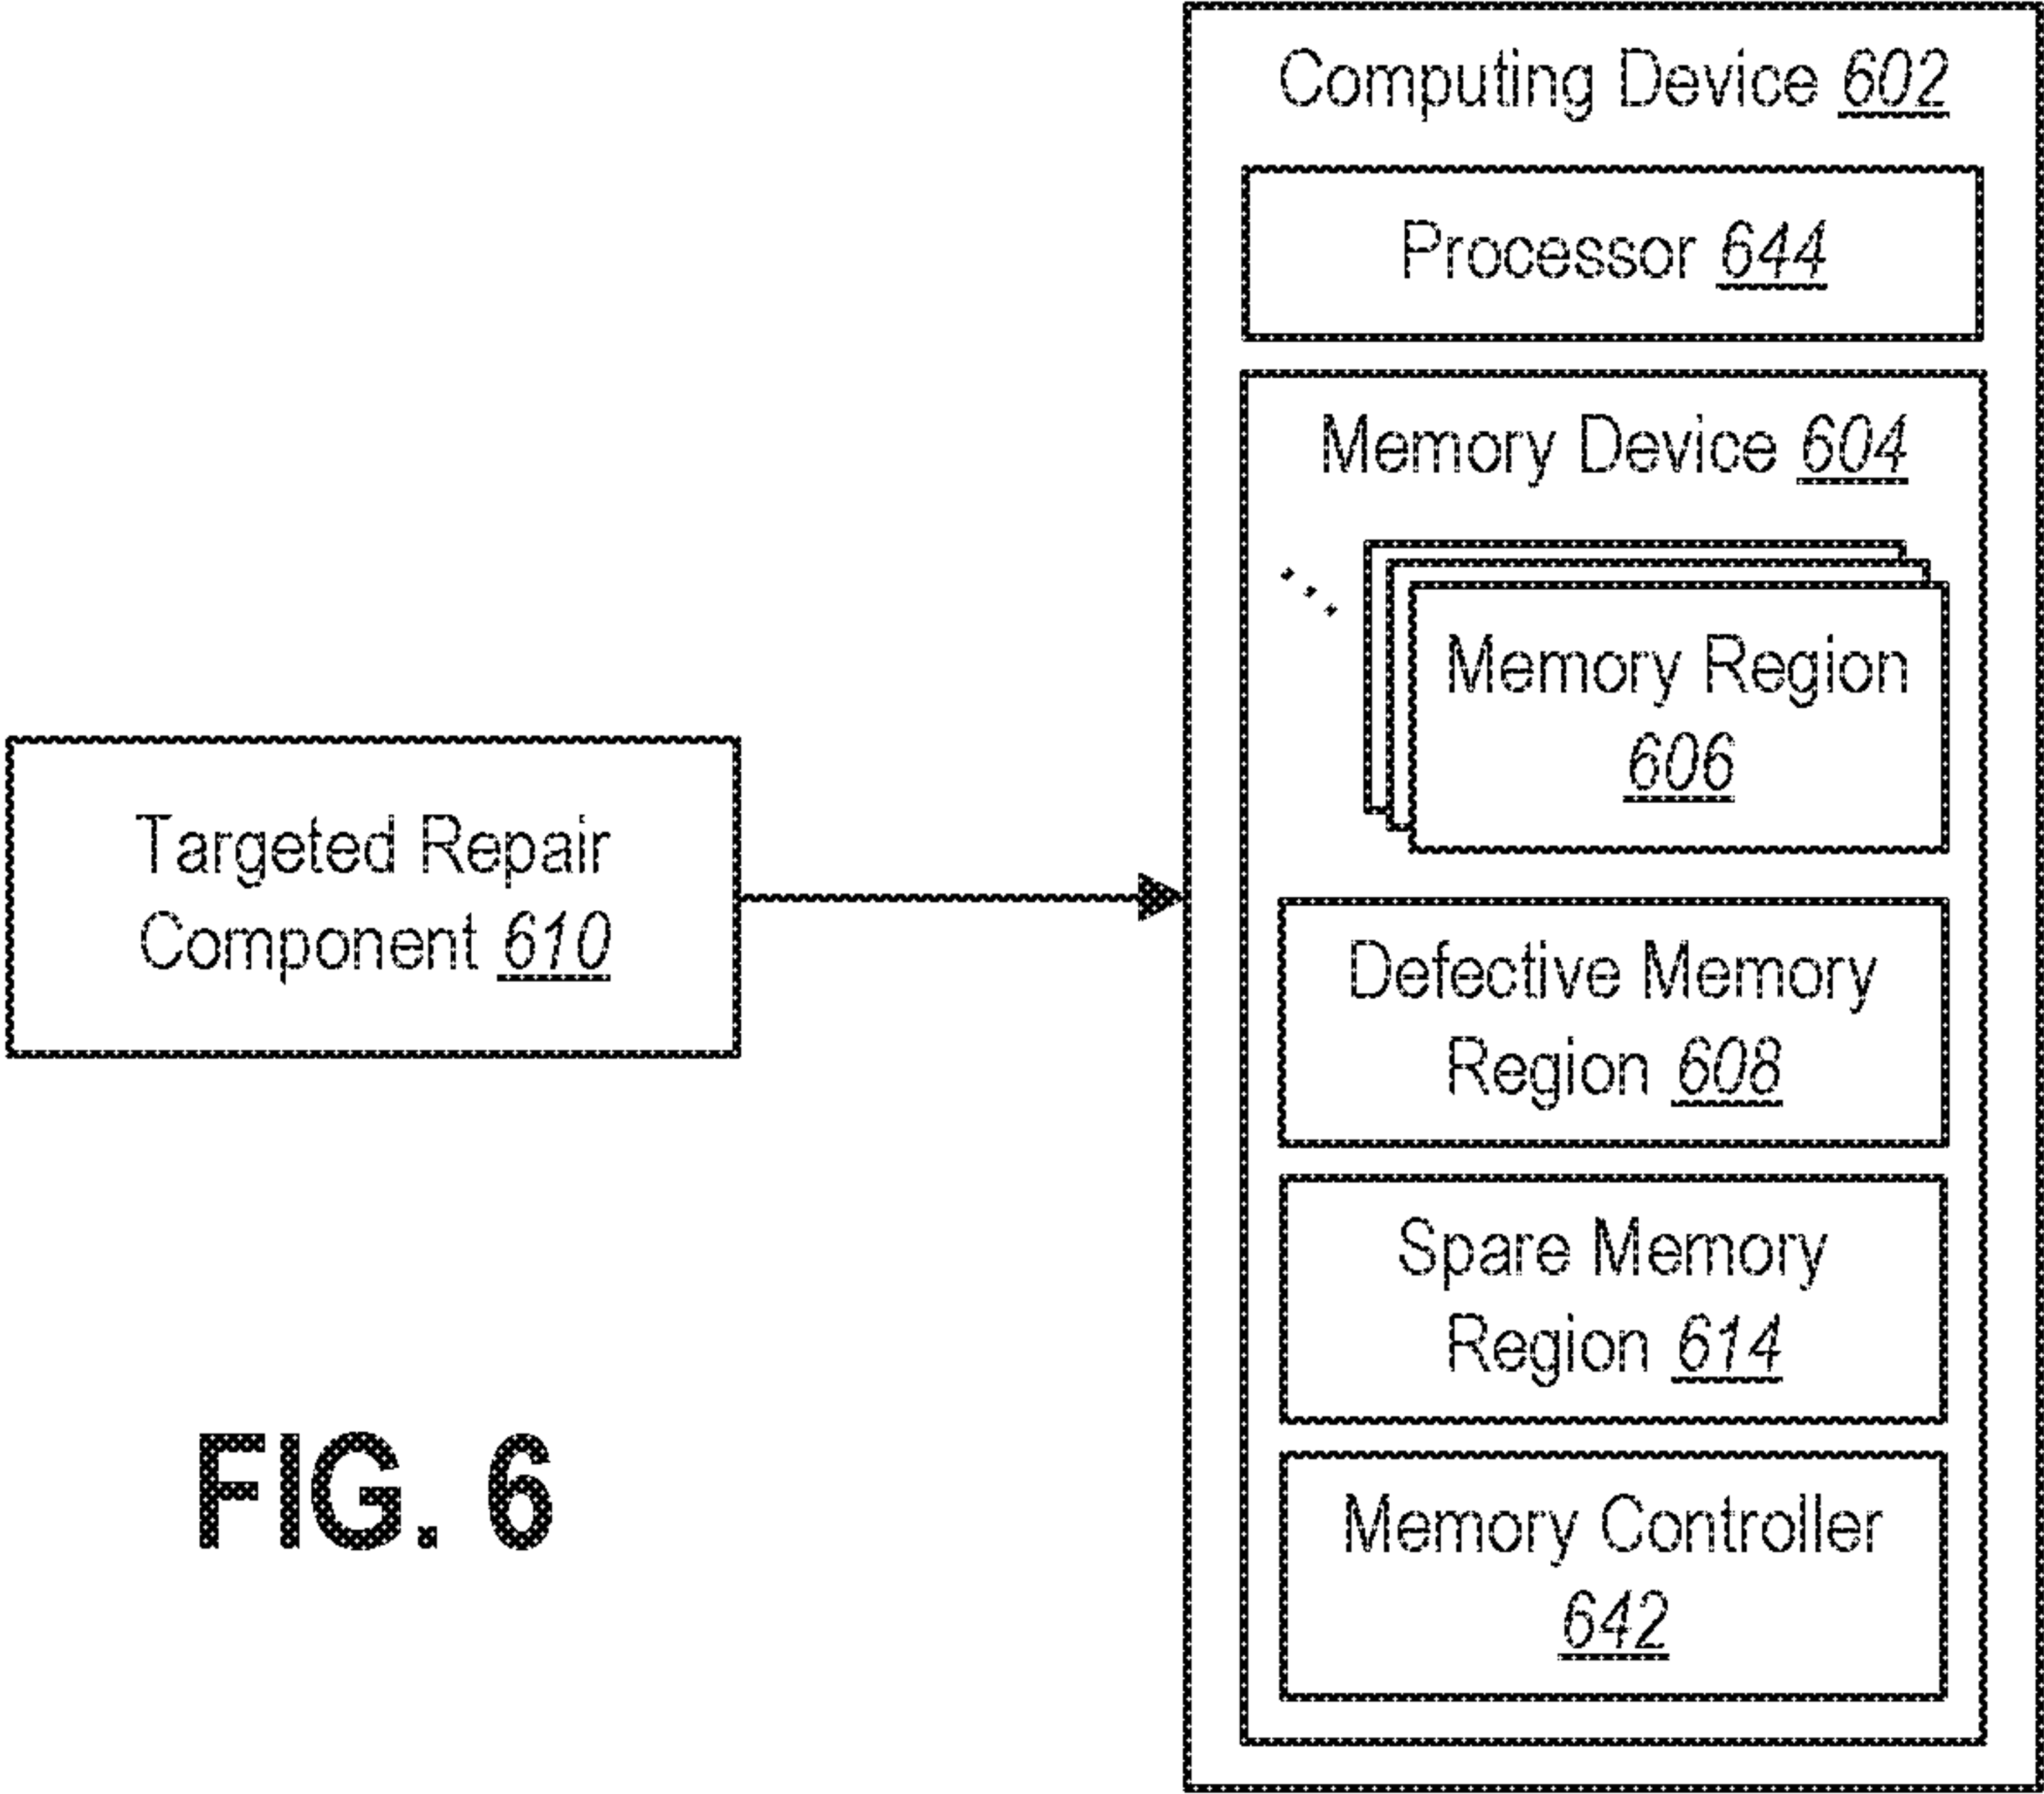 Computing Device 602
Processor 644
Memory Device 604
...
Memory Region
606
Targeted Repair
Component 610
Defective Memory
Region 608
Spare Memory
Region 614
Memory Controller
642
FIG. 6